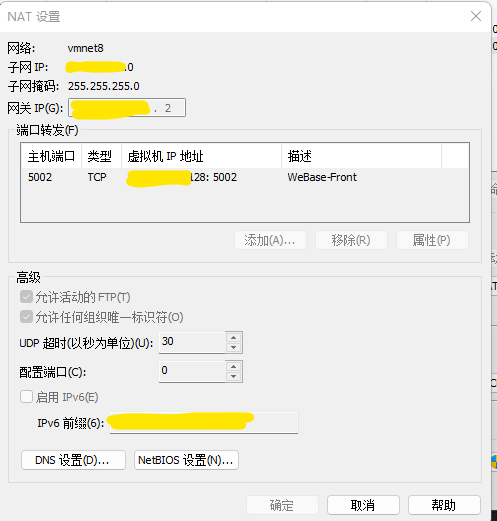 NAT 设置
网络: vmnet8
子网 IP: .0
子网掩码: 255.255.255.0
网关 IP(G): . 2
端口转发(F)
主机端口 类型 虚拟机 IP 地址 描述
5002 TCP 128: 5002 WeBase-Front
添加(A)... 移除(R) 属性(P)
高级
允许活动的 FTP(T)
允许任何组织唯一标识符(O)
UDP 超时(以秒为单位)(U): 30
配置端口(C): 0
启用 IPv6(E)
IPv6 前缀(6):
DNS 设置(D)... NetBIOS 设置(N)...
确定 取消 帮助